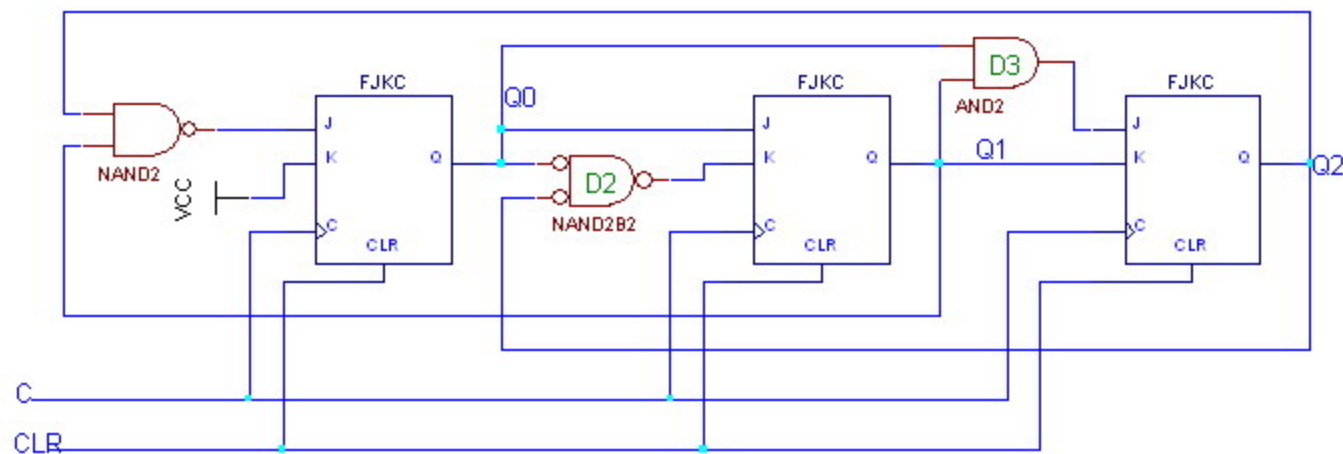 FJKC
FJKC
FJKC
Q0
D3
AND2
J
J
J
NAND2
K
Q
K
Q
Q1
K
Q
Q2
VCC
D2
NAND2B2
C
C
C
CLR
CLR
CLR
C
CLR